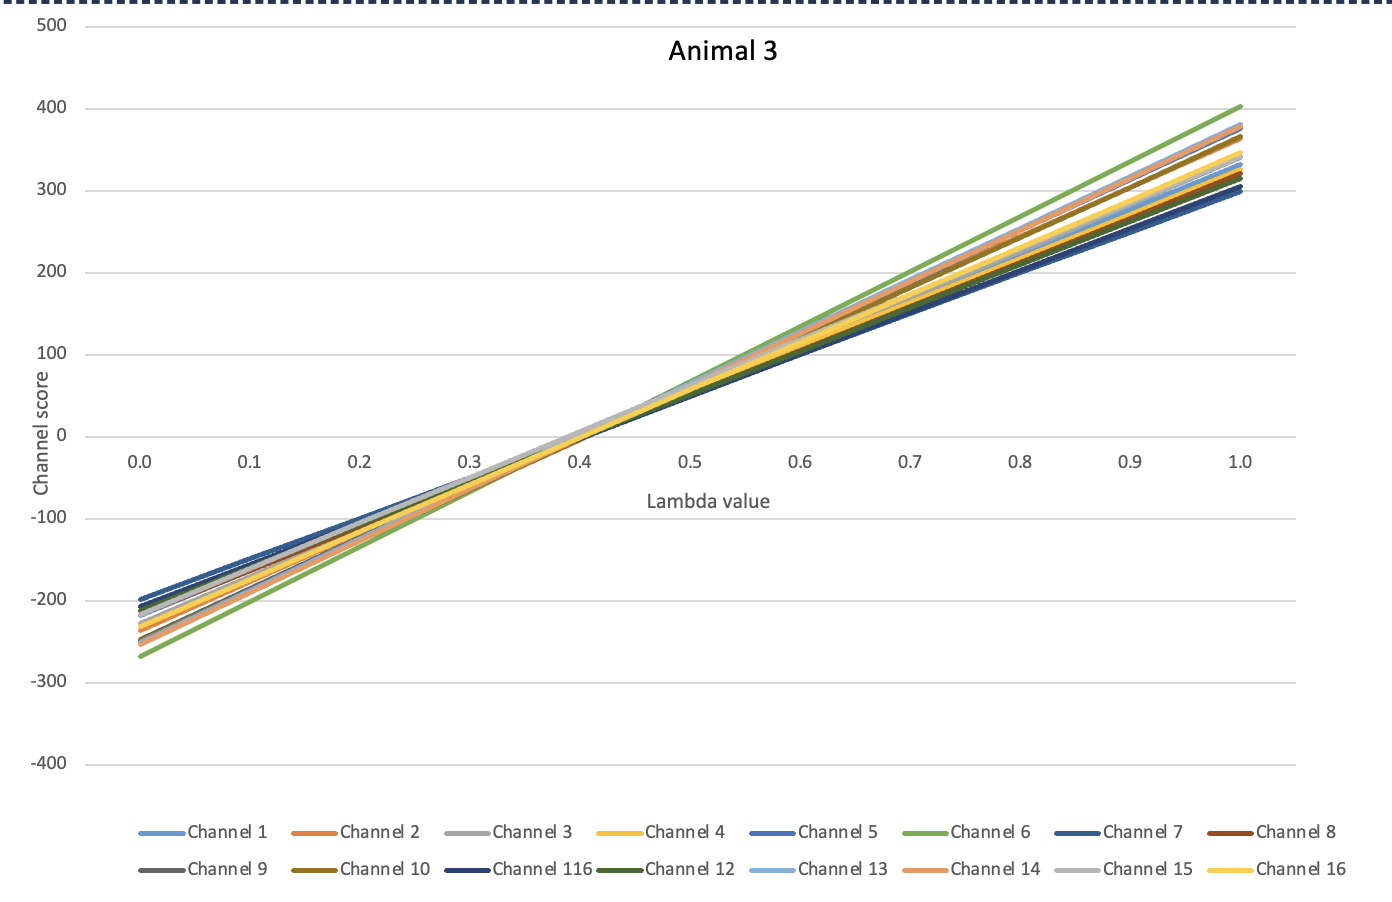 500
Animal 3
400
300
200
100
0
0.0 0.1 0.2 0.3 0.4 0.5 0.6 0.7 0.8 0.9 1.0
Channel score
Lambda value
-100
-200
-300
-400
Channel 1 Channel 2 Channel 3 Channel 4 Channel 5 Channel 6 Channel 7 Channel 8
Channel 9 Channel 10 Channel 116 Channel 12 Channel 13 Channel 14 Channel 15 Channel 16